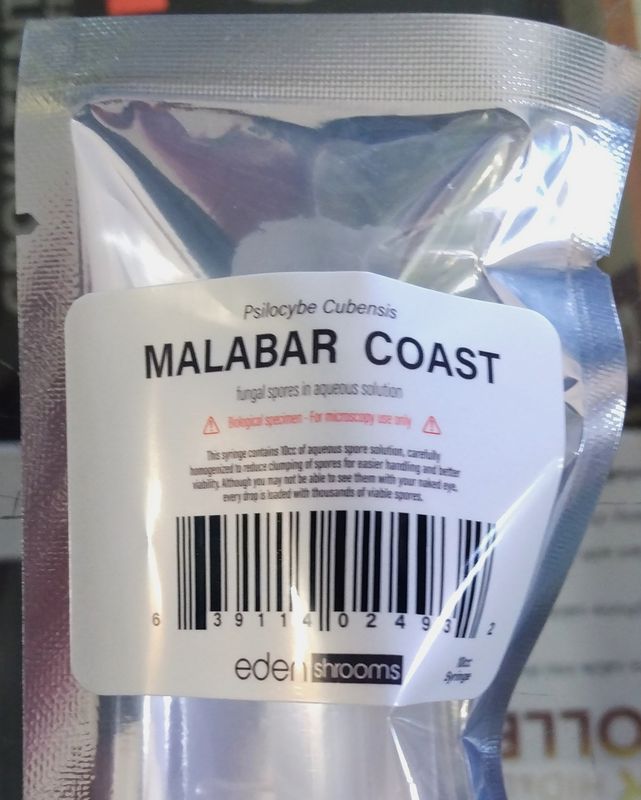 Psilocybe Cubensis
MALABAR COAST
fungal spores in aqueous solution
Biological specimen - For microscopy use only
This syringe contains 10cc of aqueous spore solution, carefully
homogenized to reduce clumping of spores for easier handling and better
viability. Although you may not be able to see them with your naked eye,
every drop is loaded with thousands of viable spores.
6 39114 02493 2
eden shrooms
10cc
Syringe